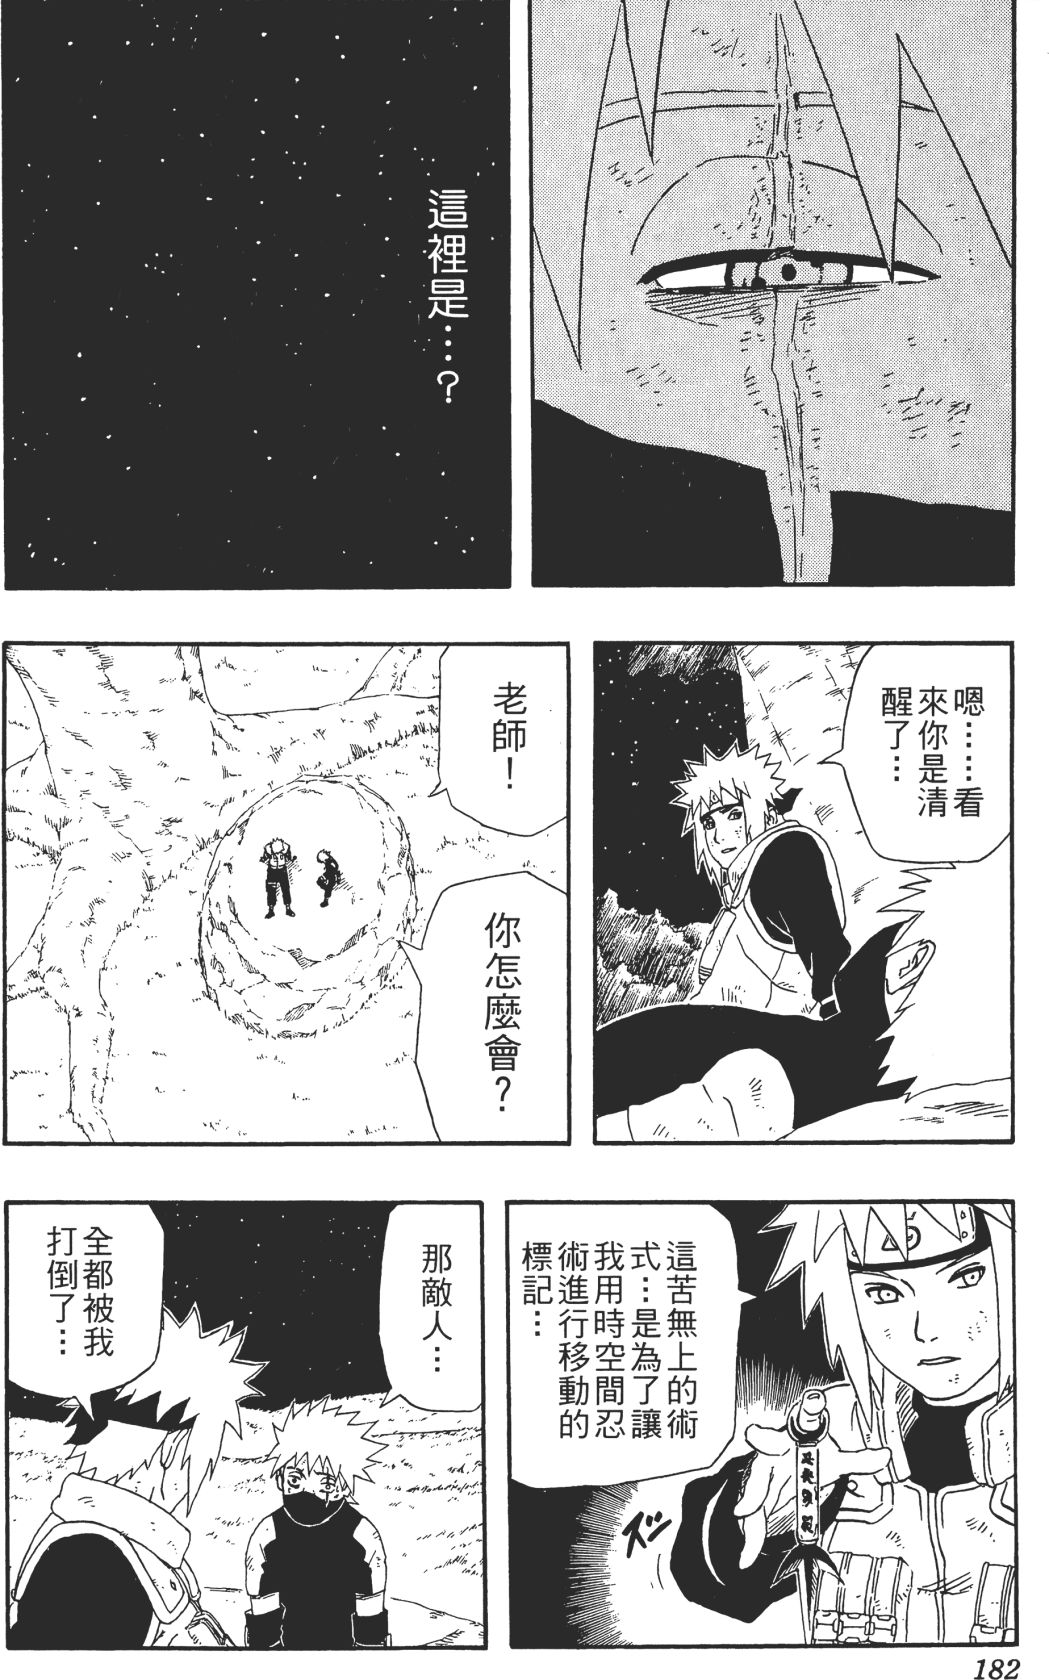 這裡是…？
嗯……看
來你是清
醒了…
老師！
你怎麼會？
這苦無上的術
式…是為了讓
我用時空間忍
術進行移動的
標記…
ズッ
那敵人…
全都被我
打倒了…
182